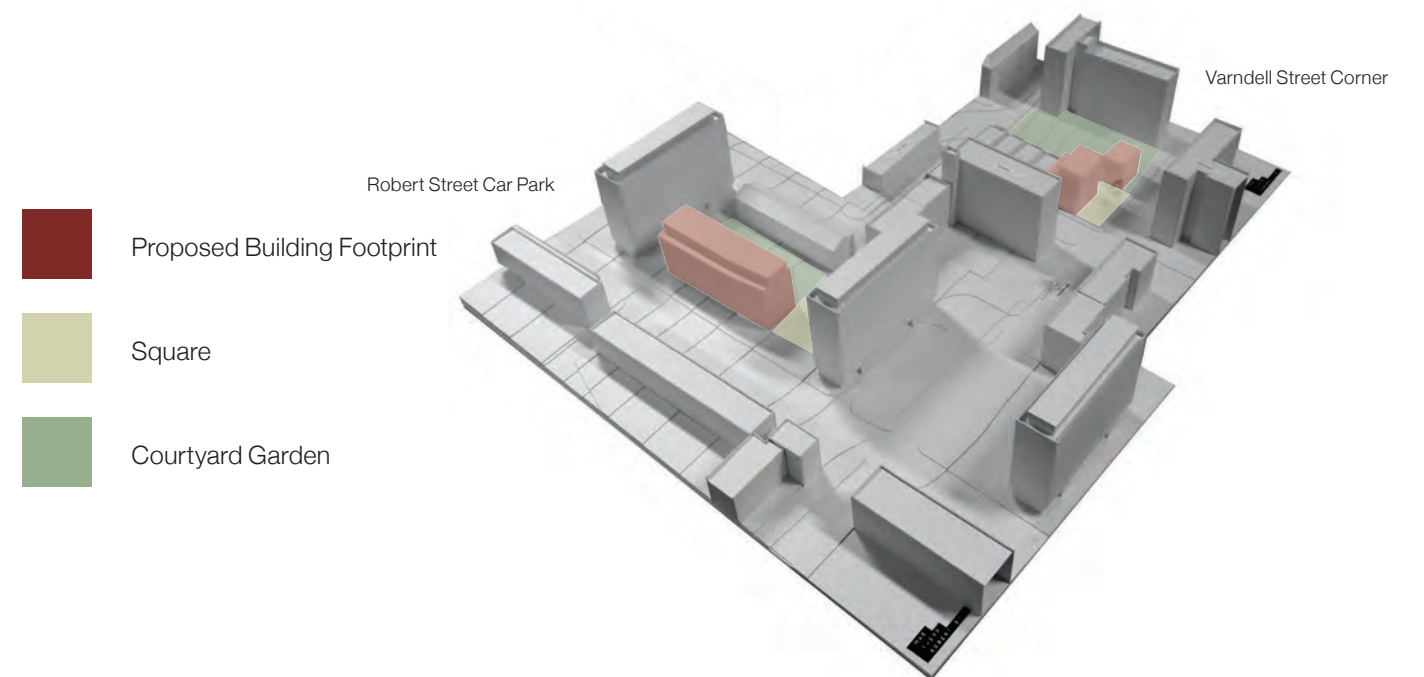 Varndell Street Corner
Robert Street Car Park
Proposed Building Footprint
Square
Courtyard Garden